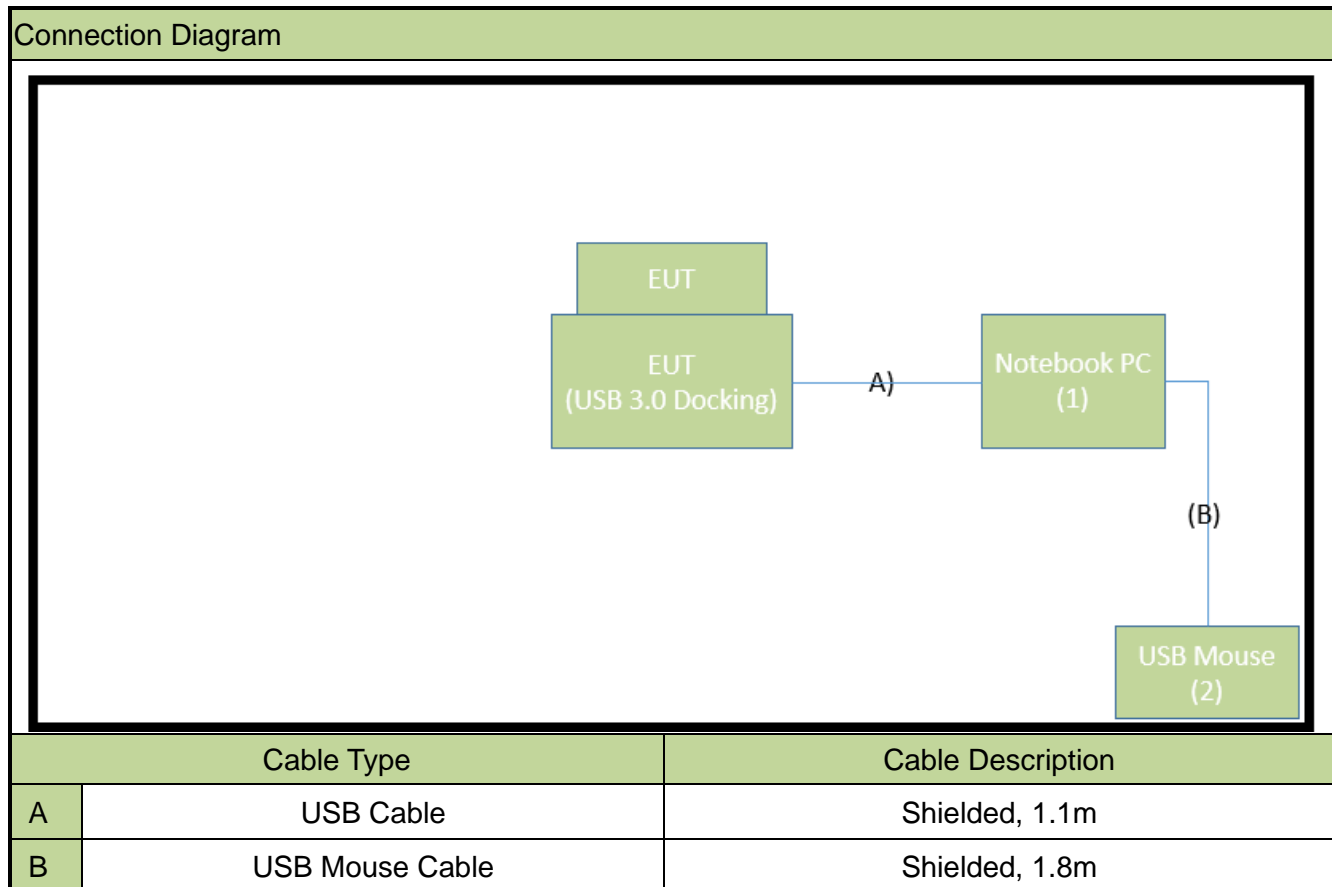 Connection Diagram
EUT
EUT
(USB 3.0 Docking)
A)
Notebook PC
(1)
(B)
USB Mouse
(2)
Cable Type Cable Description
A USB Cable Shielded, 1.1m
B USB Mouse Cable Shielded, 1.8m